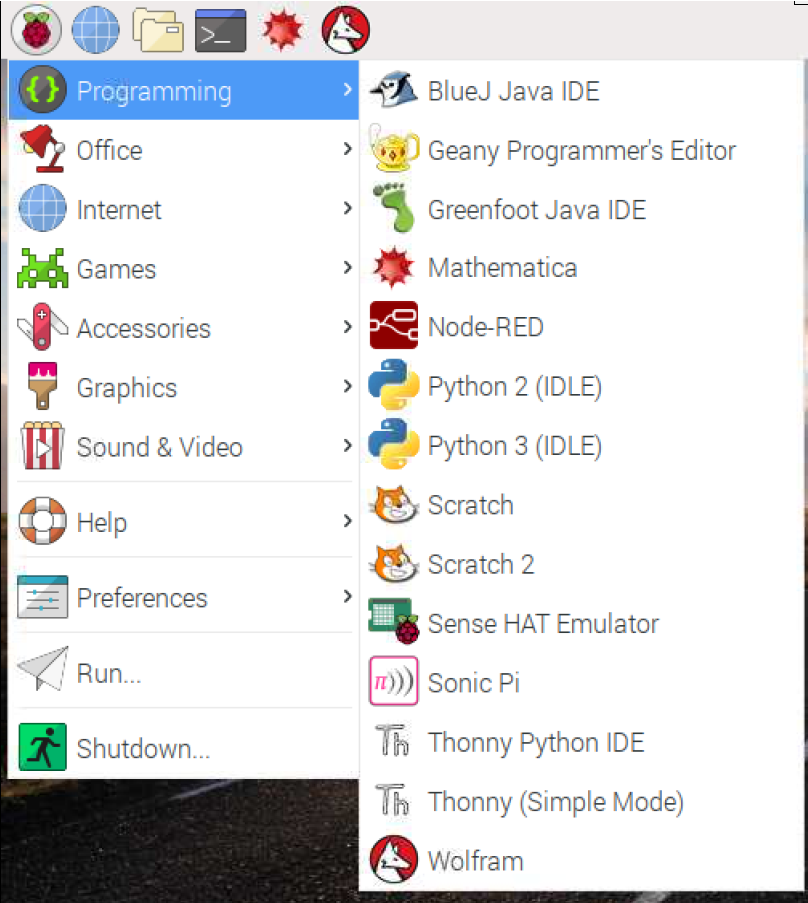 Programming
Office
Internet
Games
Accessories
Graphics
Sound & Video
Help
Preferences
Run...
Shutdown...
BlueJ Java IDE
Geany Programmer's Editor
Greenfoot Java IDE
Mathematica
Node-RED
Python 2 (IDLE)
Python 3 (IDLE)
Scratch
Scratch 2
Sense HAT Emulator
π))) Sonic Pi
Th Thonny Python IDE
Th Thonny (Simple Mode)
Wolfram